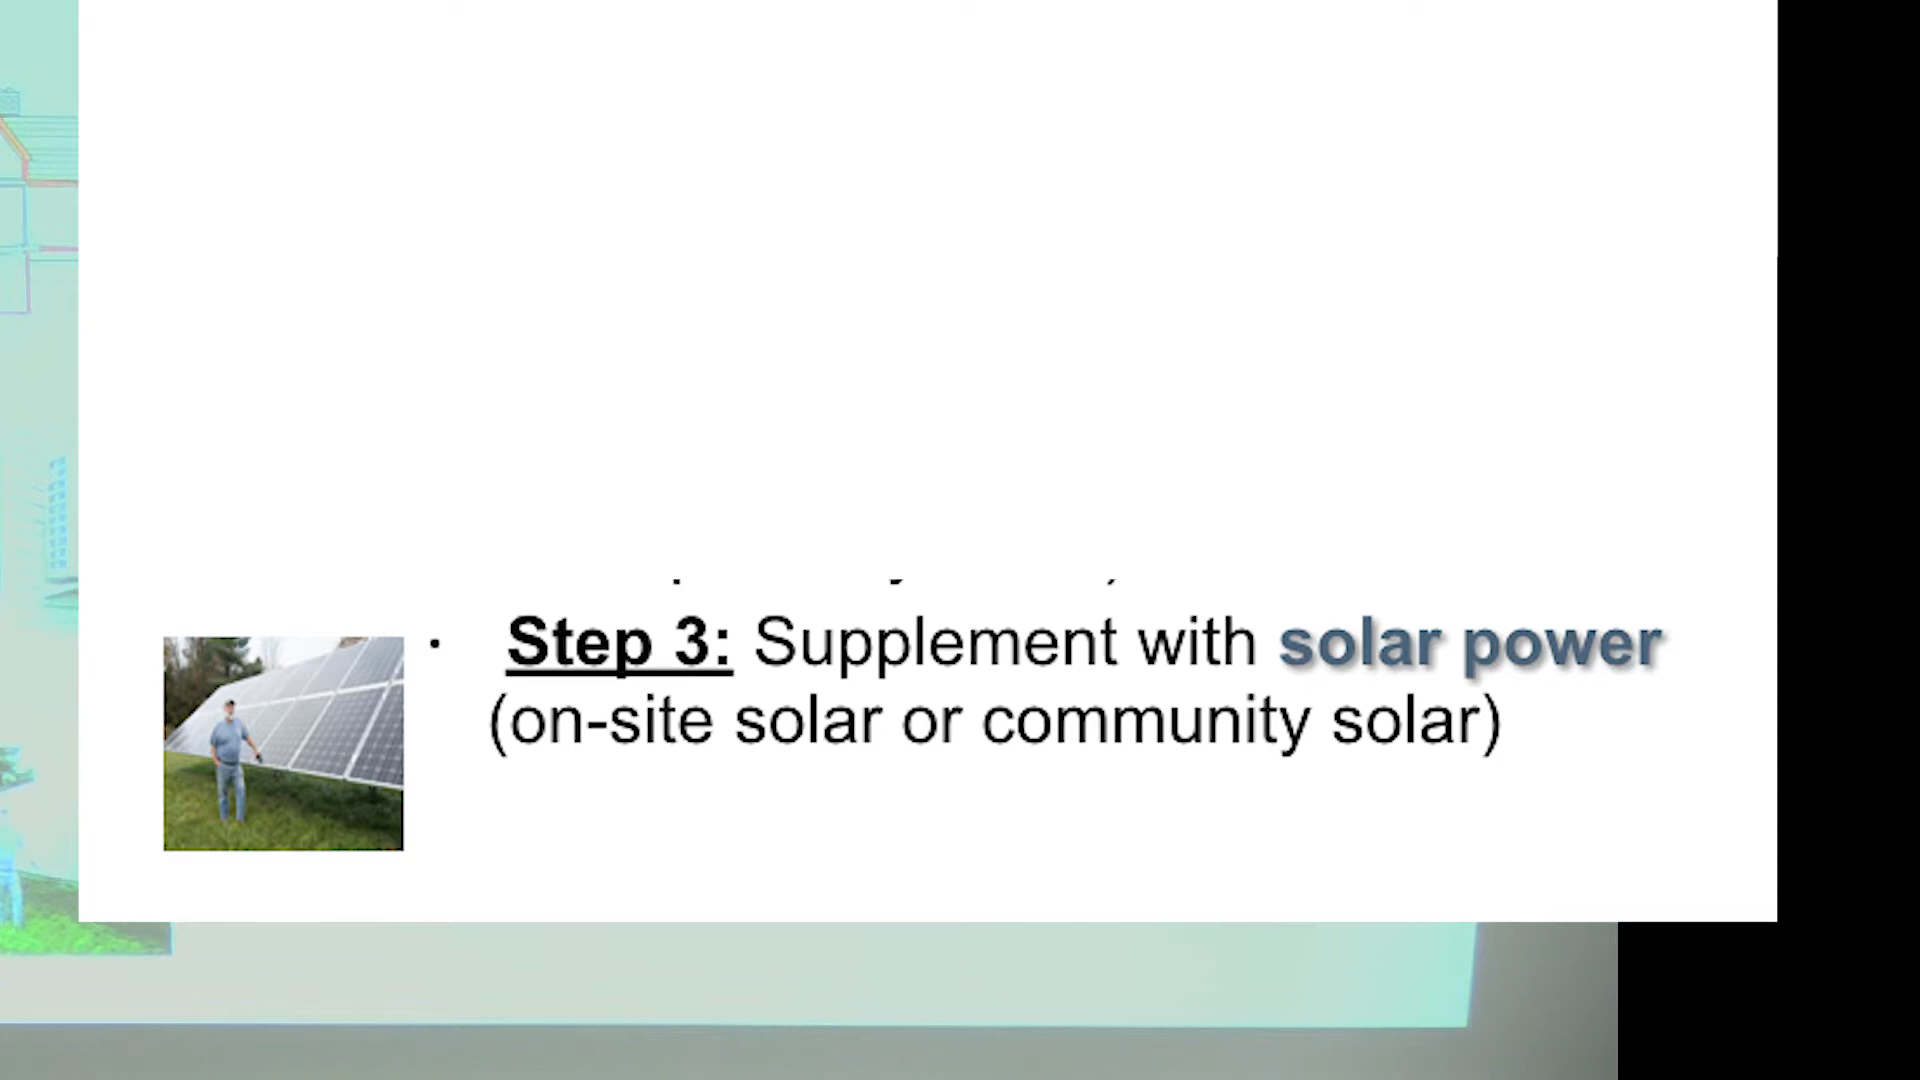 · Step 3: Supplement with solar power
(on-site solar or community solar)